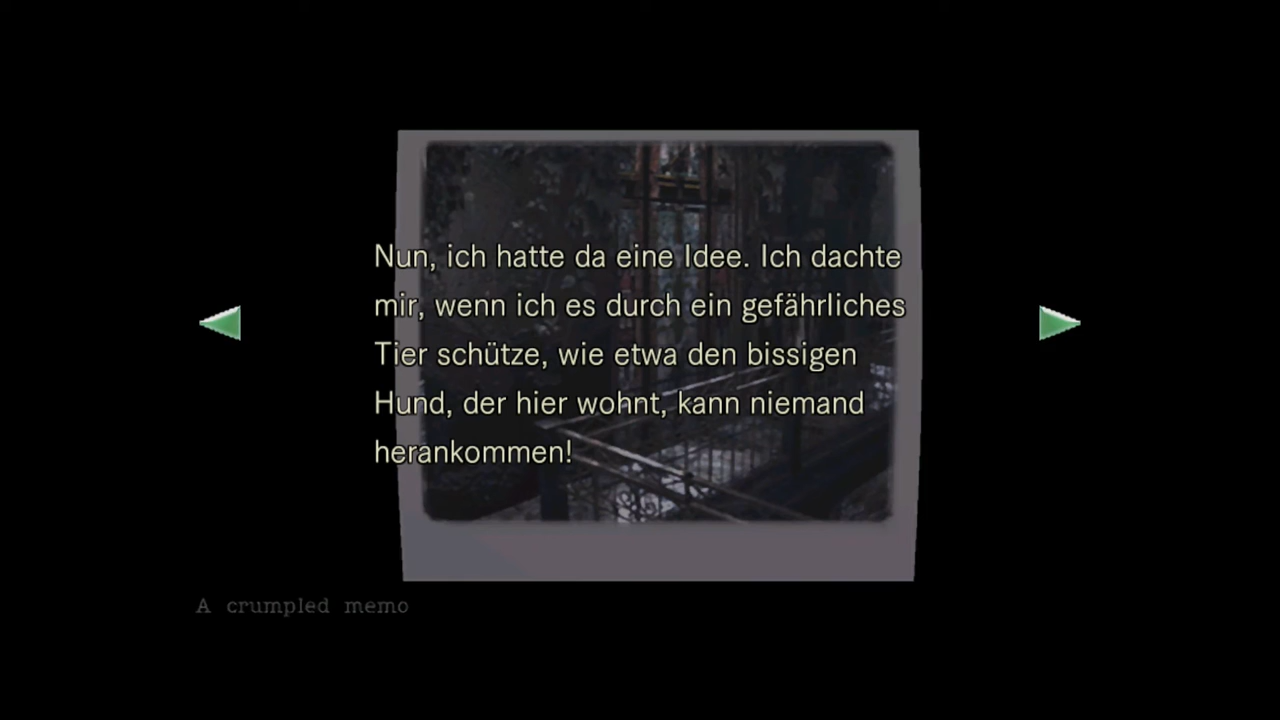 Nun, ich hatte da eine Idee. Ich dachte
mir, wenn ich es durch ein gefährliches
Tier schütze, wie etwa den bissigen
Hund, der hier wohnt, kann niemand
herankommen!
A crumpled memo